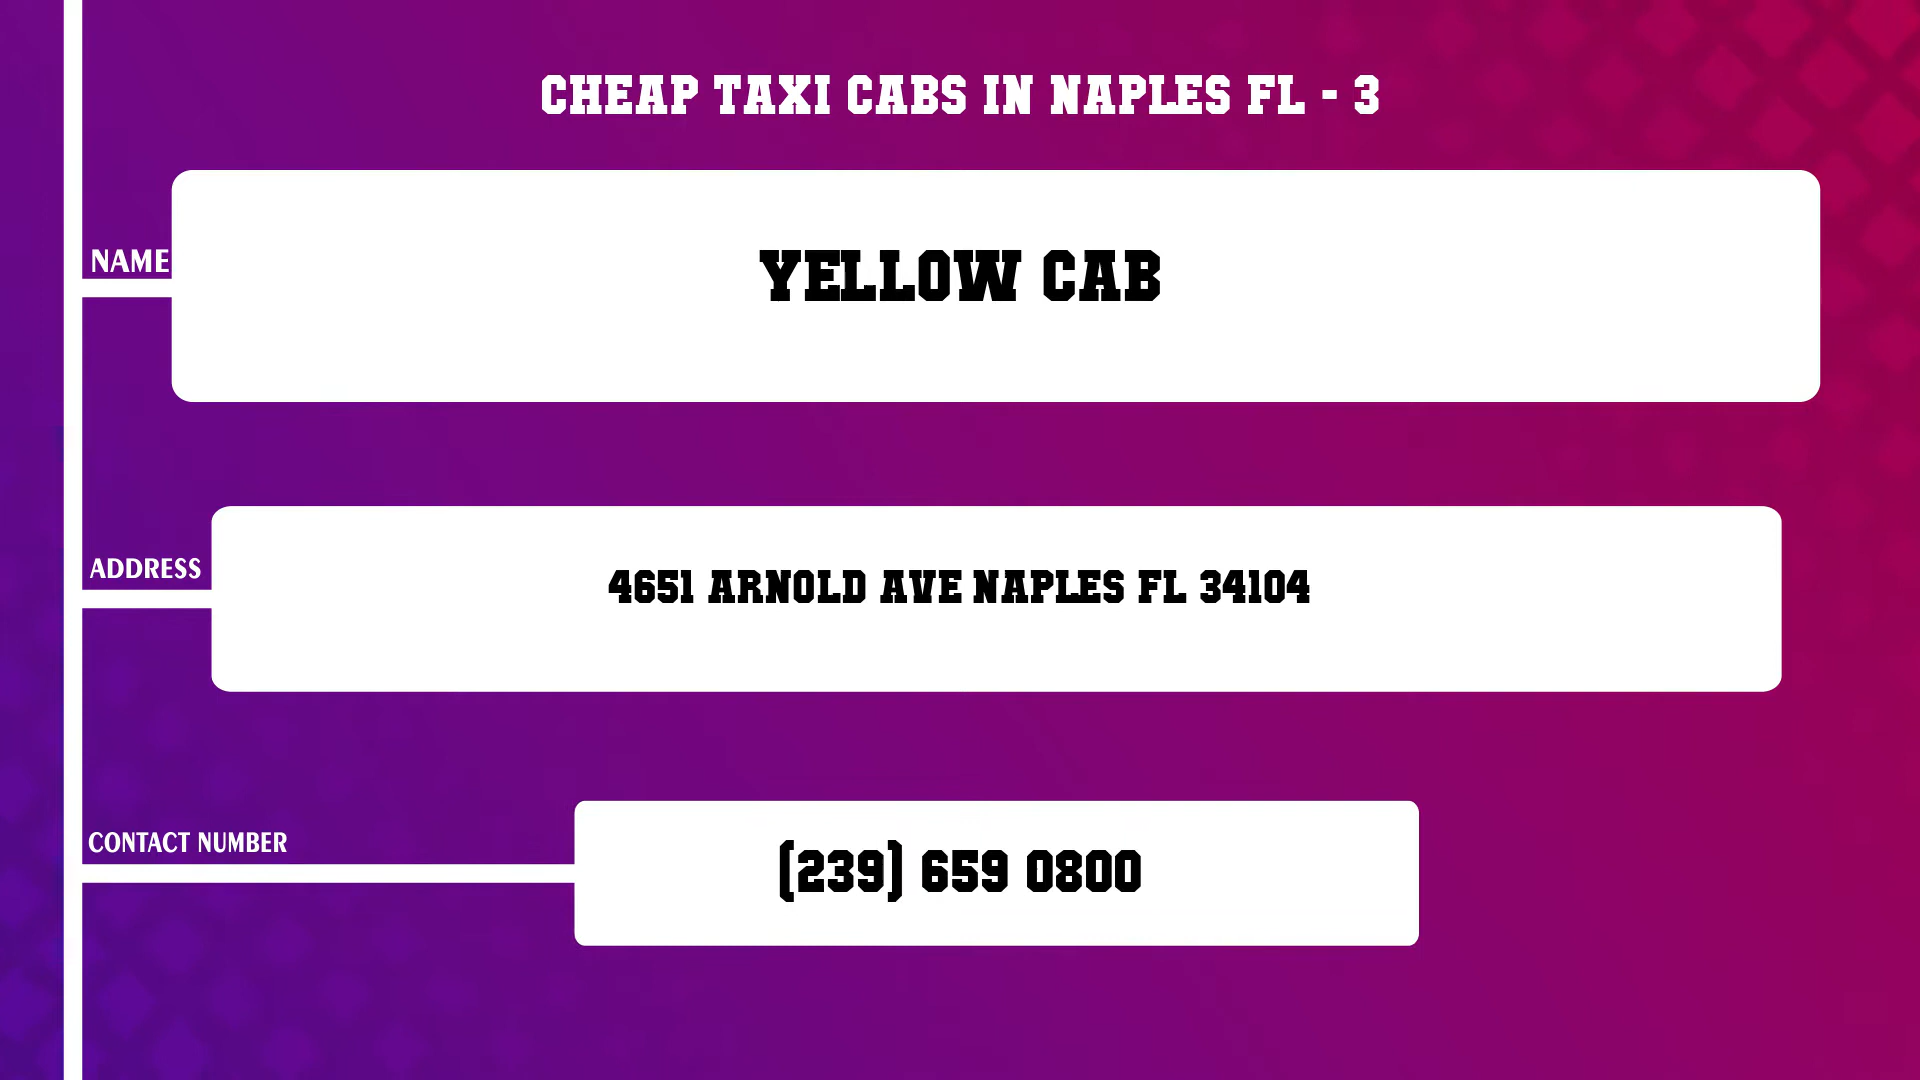 CHEAP TAXI CABS IN NAPLES FL - 3
NAME
YELLOW CAB
ADDRESS
4651 ARNOLD AVE NAPLES FL 34104
CONTACT NUMBER
(239) 659 0800